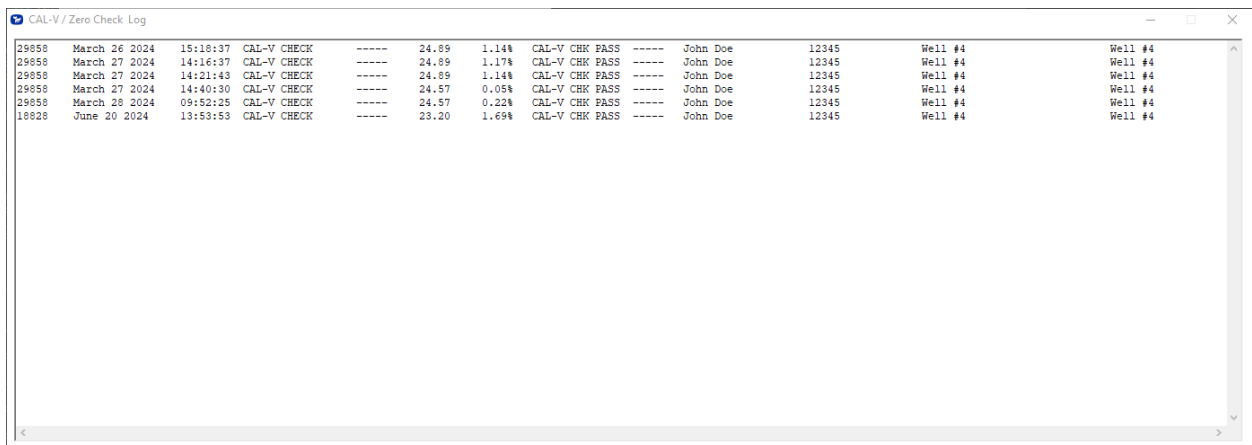 CAL-V / Zero Check Log
29858 March 26 2024 15:18:37 CAL-V CHECK ----- 24.89 1.14% CAL-V CHK PASS ----- John Doe 12345 Well #4 Well #4
29858 March 27 2024 14:16:37 CAL-V CHECK ----- 24.89 1.17% CAL-V CHK PASS ----- John Doe 12345 Well #4 Well #4
29858 March 27 2024 14:21:43 CAL-V CHECK ----- 24.89 1.14% CAL-V CHK PASS ----- John Doe 12345 Well #4 Well #4
29858 March 27 2024 14:40:30 CAL-V CHECK ----- 24.57 0.05% CAL-V CHK PASS ----- John Doe 12345 Well #4 Well #4
29858 March 28 2024 09:52:25 CAL-V CHECK ----- 24.57 0.22% CAL-V CHK PASS ----- John Doe 12345 Well #4 Well #4
18828 June 20 2024 13:53:53 CAL-V CHECK ----- 23.20 1.69% CAL-V CHK PASS ----- John Doe 12345 Well #4 Well #4